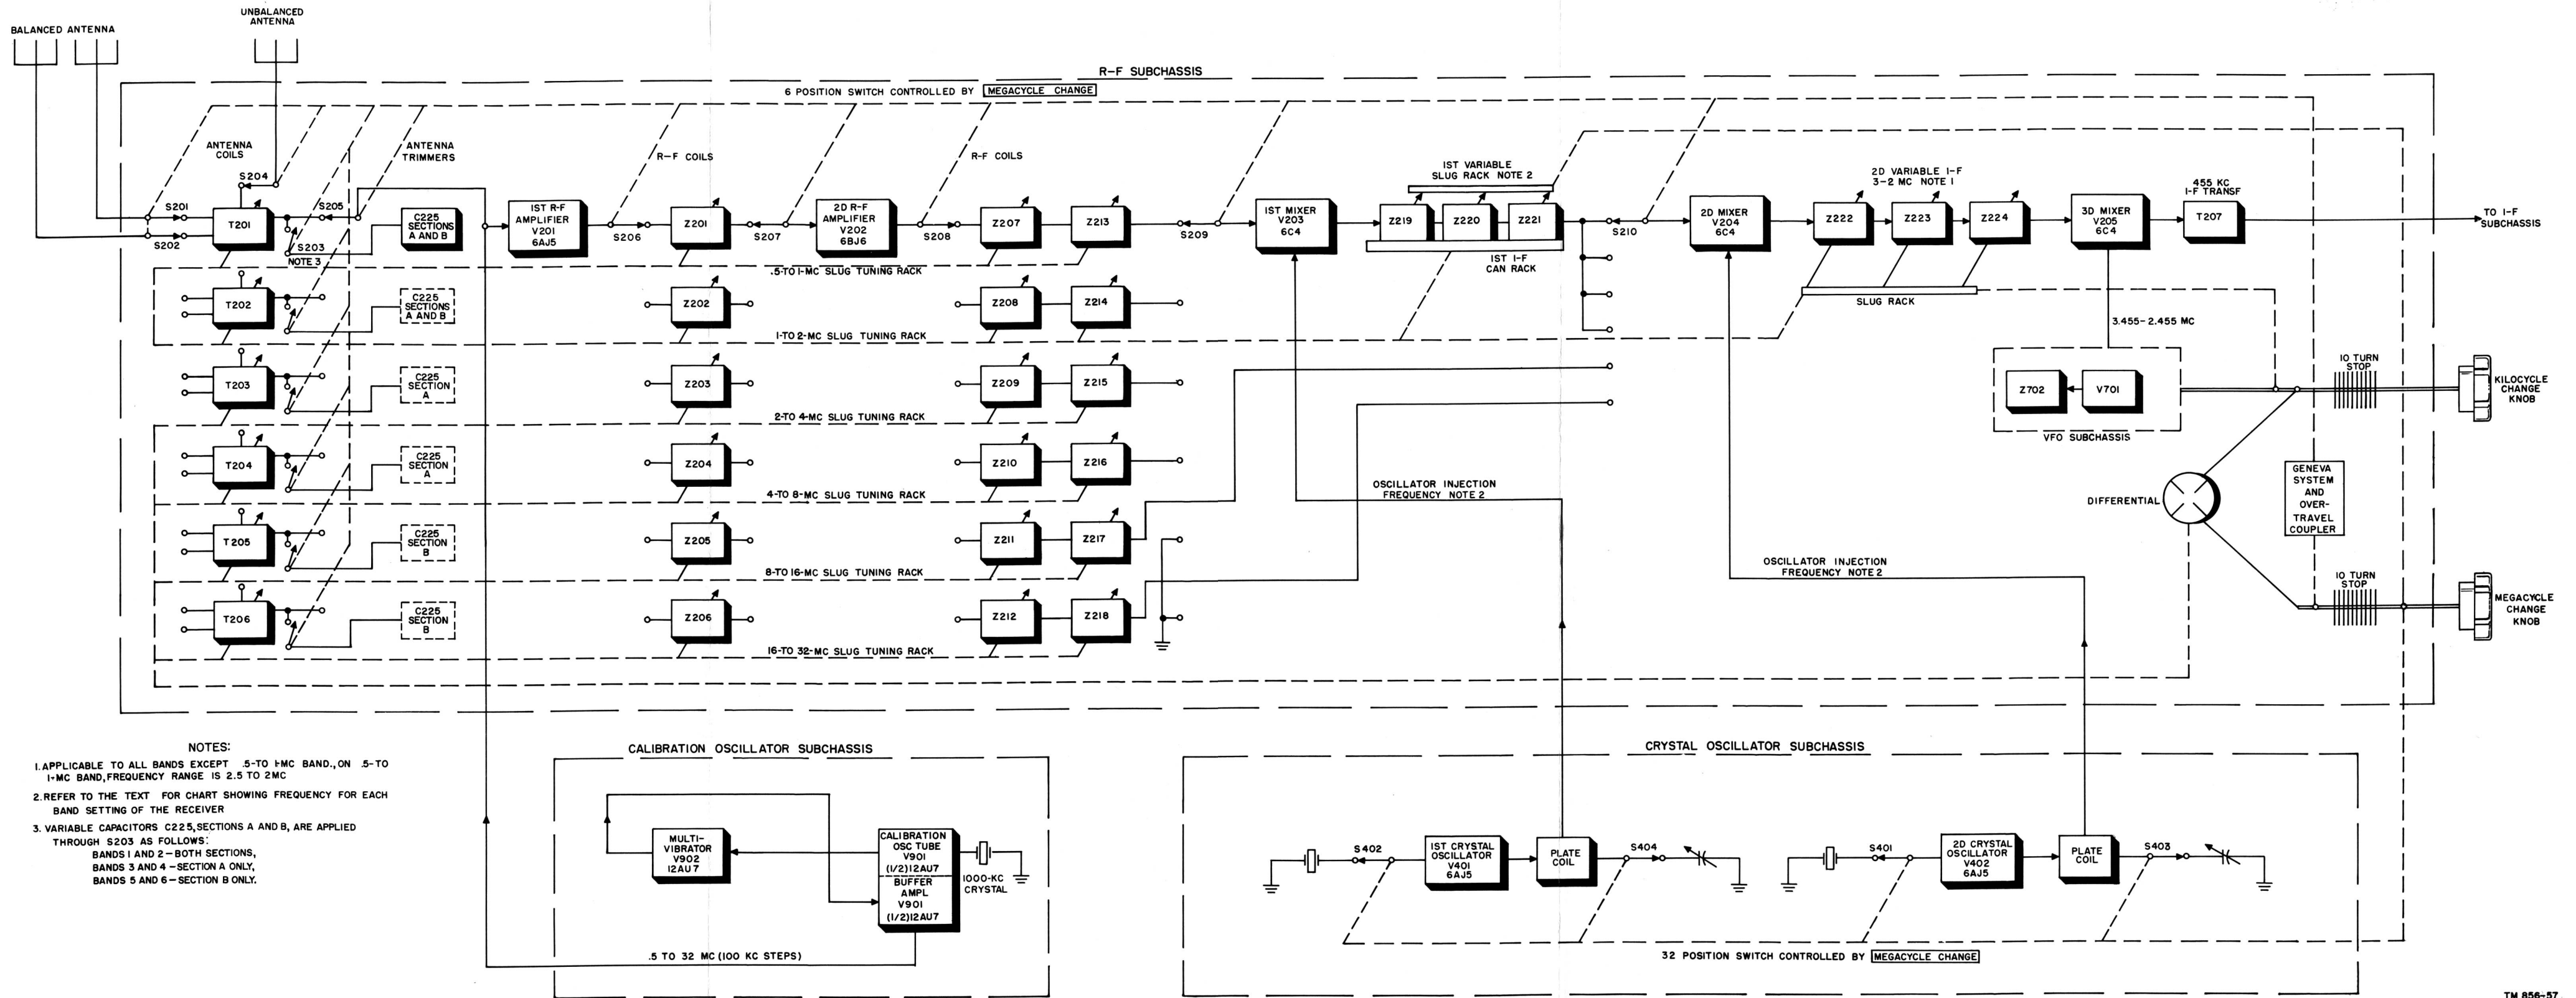 UNBALANCED
ANTENNA
BALANCED ANTENNA
R-F SUBCHASSIS
6 POSITION SWITCH CONTROLLED BY MEGACYCLE CHANGE
ANTENNA
COILS
ANTENNA
TRIMMERS
S204
S201
S202
T201
S205
S203
NOTE 3
C225
SECTIONS
A AND B
1ST R-F
AMPLIFIER
V201
6AJ5
R-F COILS
S206
Z201
S207
2D R-F
AMPLIFIER
V202
6BJ6
S208
R-F COILS
Z207
Z213
S209
1ST MIXER
V203
6C4
1ST VARIABLE
SLUG RACK NOTE 2
Z219
Z220
Z221
1ST I-F
CAN RACK
S210
2D MIXER
V204
6C4
2D VARIABLE I-F
3-2 MC NOTE 1
Z222
Z223
Z224
SLUG RACK
3D MIXER
V205
6C4
455 KC
I-F TRANSF
T207
TO I-F
SUBCHASSIS
.5-TO 1-MC SLUG TUNING RACK
T202
C225
SECTIONS
A AND B
Z202
Z208
Z214
1-TO 2-MC SLUG TUNING RACK
T203
C225
SECTION
A
Z203
Z209
Z215
2-TO 4-MC SLUG TUNING RACK
T204
C225
SECTION
A
Z204
Z210
Z216
4-TO 8-MC SLUG TUNING RACK
T205
C225
SECTION
B
Z205
Z211
Z217
8-TO 16-MC SLUG TUNING RACK
T206
C225
SECTION
B
Z206
Z212
Z218
16-TO 32-MC SLUG TUNING RACK
3.455-2.455 MC
Z702
V701
VFO SUBCHASSIS
10 TURN
STOP
KILOCYCLE
CHANGE
KNOB
DIFFERENTIAL
GENEVA
SYSTEM
AND
OVER-
TRAVEL
COUPLER
10 TURN
STOP
MEGACYCLE
CHANGE
KNOB
OSCILLATOR INJECTION
FREQUENCY NOTE 2
OSCILLATOR INJECTION
FREQUENCY NOTE 2
NOTES:
1. APPLICABLE TO ALL BANDS EXCEPT .5-TO 1-MC BAND., ON .5-TO
1-MC BAND, FREQUENCY RANGE IS 2.5 TO 2MC
2. REFER TO THE TEXT FOR CHART SHOWING FREQUENCY FOR EACH
BAND SETTING OF THE RECEIVER
3. VARIABLE CAPACITORS C225, SECTIONS A AND B, ARE APPLIED
THROUGH S203 AS FOLLOWS:
BANDS 1 AND 2 - BOTH SECTIONS,
BANDS 3 AND 4 - SECTION A ONLY,
BANDS 5 AND 6 - SECTION B ONLY.
CALIBRATION OSCILLATOR SUBCHASSIS
MULTI-
VIBRATOR
V902
12AU7
CALIBRATION
OSC TUBE
V901
(1/2)12AU7
BUFFER
AMPL
V901
(1/2)12AU7
1000-KC
CRYSTAL
.5 TO 32 MC (100 KC STEPS)
CRYSTAL OSCILLATOR SUBCHASSIS
S402
1ST CRYSTAL
OSCILLATOR
V401
6AJ5
PLATE
COIL
S404
S401
2D CRYSTAL
OSCILLATOR
V402
6AJ5
PLATE
COIL
S403
32 POSITION SWITCH CONTROLLED BY MEGACYCLE CHANGE
TM 856-57